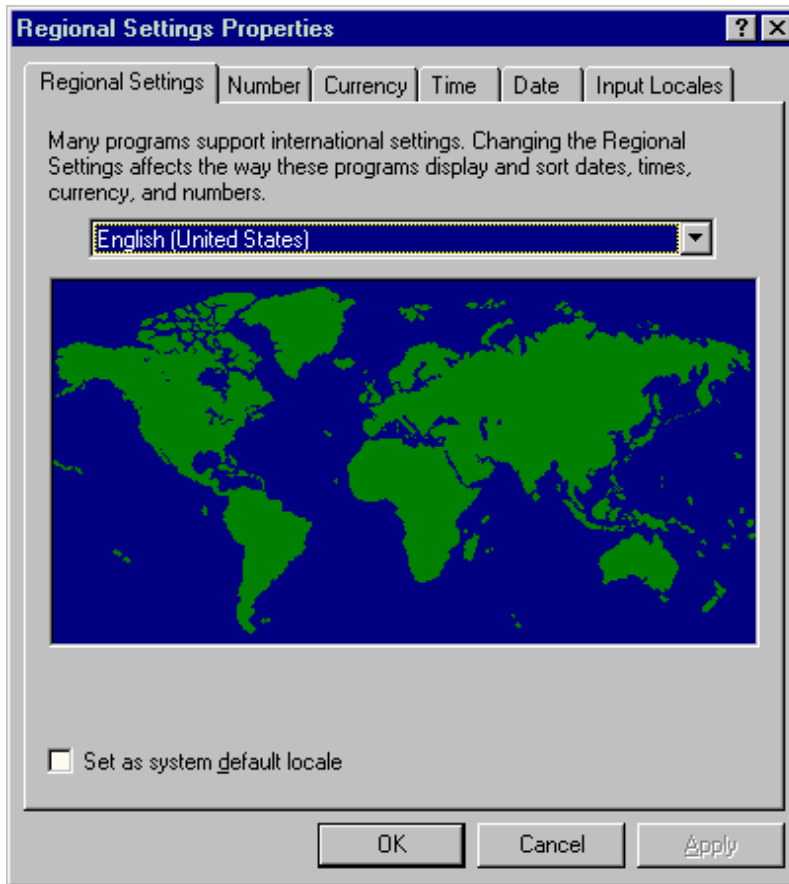 Regional Settings Properties
Regional Settings Number Currency Time Date Input Locales
Many programs support international settings. Changing the Regional
Settings affects the way these programs display and sort dates, times,
currency, and numbers.
English (United States)
Set as system default locale
OK Cancel Apply